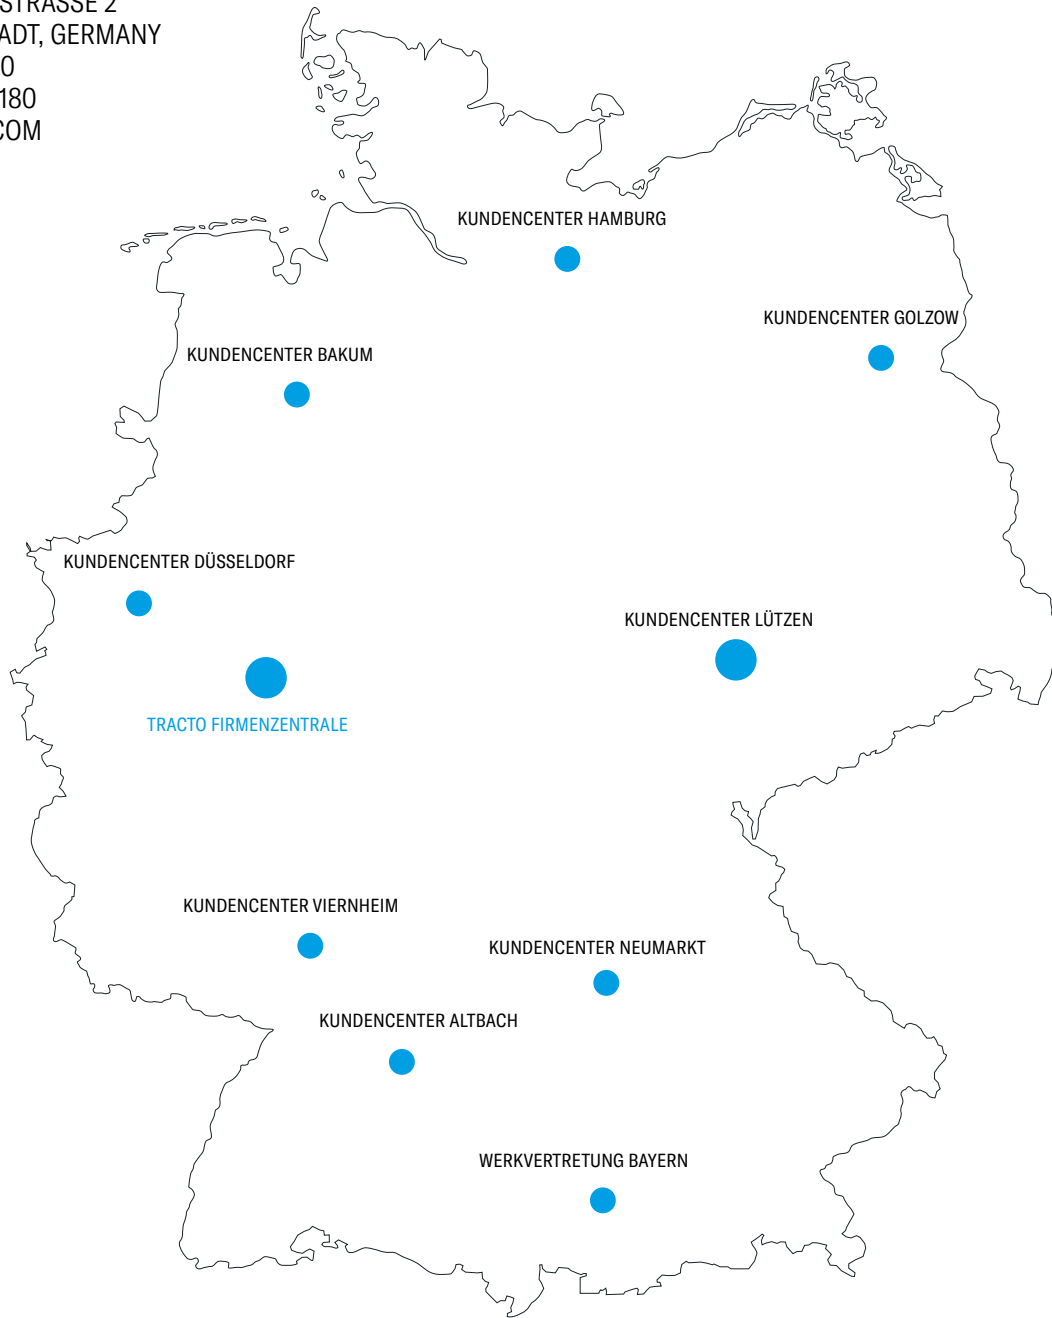 STRASSE 2
ADT, GERMANY
0
180
COM
KUNDENCENTER HAMBURG
KUNDENCENTER GOLZOW
KUNDENCENTER BAKUM
KUNDENCENTER DÜSSELDORF
KUNDENCENTER LÜTZEN
TRACTO FIRMENZENTRALE
KUNDENCENTER VIERNHEIM
KUNDENCENTER NEUMARKT
KUNDENCENTER ALTBACH
WERKVERTRETUNG BAYERN